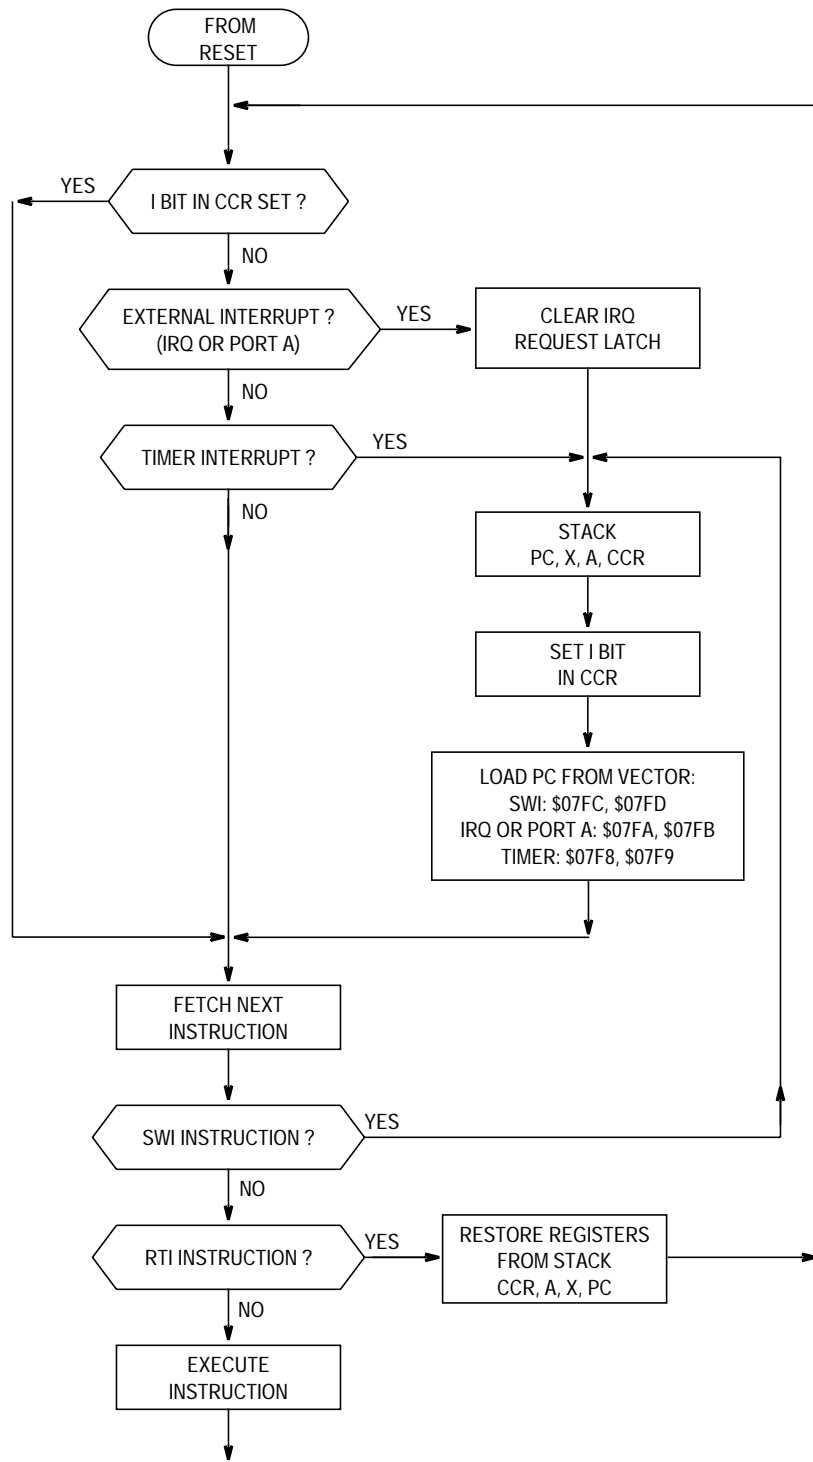 FROM
RESET
YES
I BIT IN CCR SET ?
NO
EXTERNAL INTERRUPT ?
(IRQ OR PORT A)
YES
CLEAR IRQ
REQUEST LATCH
NO
TIMER INTERRUPT ?
YES
NO
STACK
PC, X, A, CCR
SET I BIT
IN CCR
LOAD PC FROM VECTOR:
SWI: $07FC, $07FD
IRQ OR PORT A: $07FA, $07FB
TIMER: $07F8, $07F9
FETCH NEXT
INSTRUCTION
SWI INSTRUCTION ?
YES
NO
RTI INSTRUCTION ?
YES
RESTORE REGISTERS
FROM STACK
CCR, A, X, PC
NO
EXECUTE
INSTRUCTION